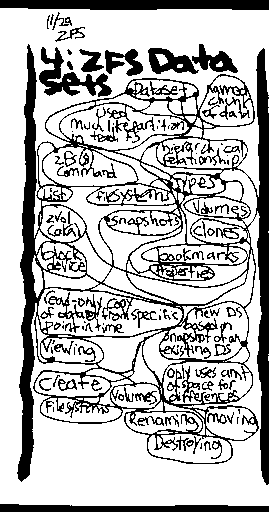 11/29
ZFS
4: ZFS Data
Sets
Dataset
named
chunk
of data
used
much like partition
in trad FS
hierarchical
relationship
ZFS(8)
command
types
List
filesystems
Volumes
zvol
snapshots
Clones
block
device
bookmarks
Properties
read-only copy
of dataset from specific
point in time
new DS
based on
snapshot of an
existing DS
Viewing
only uses amt
of space for
differences
Create
Volumes
Filesystems
Renaming
moving
Destroying